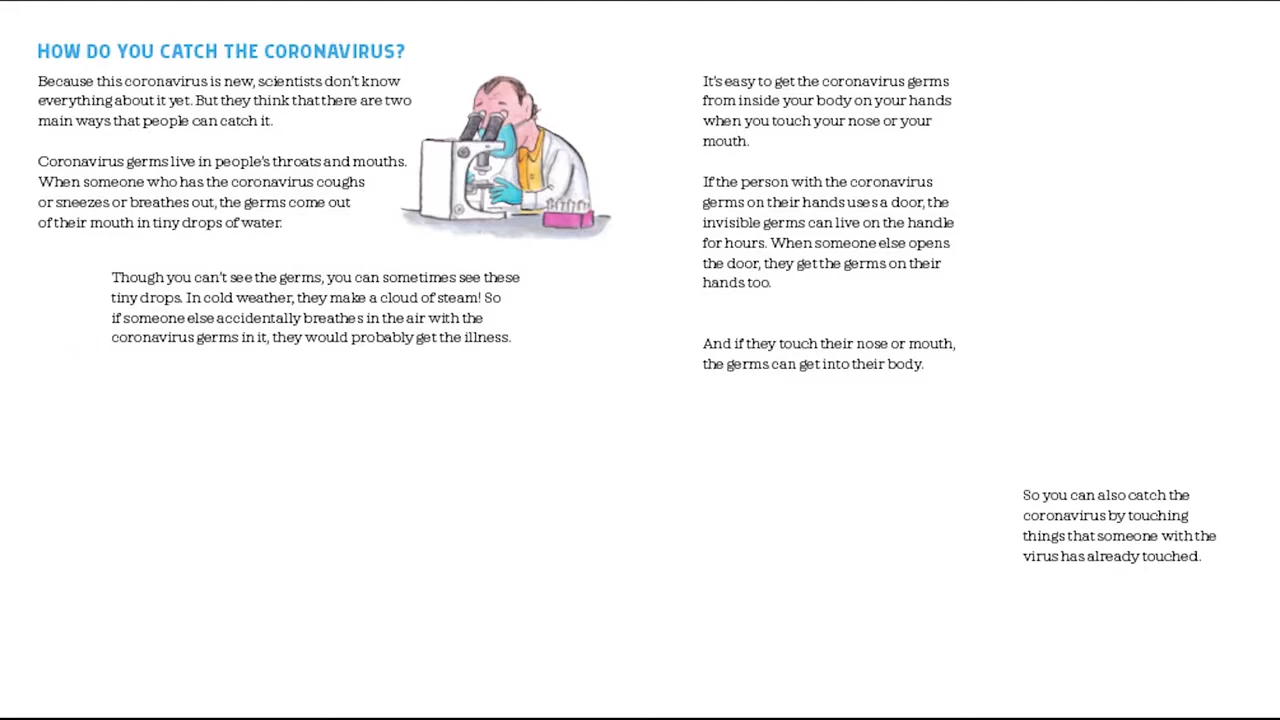 HOW DO YOU CATCH THE CORONAVIRUS?
Because this coronavirus is new, scientists don't know
everything about it yet. But they think that there are two
main ways that people can catch it.
Coronavirus germs live in people's throats and mouths.
When someone who has the coronavirus coughs
or sneezes or breathes out, the germs come out
of their mouth in tiny drops of water.
Though you can't see the germs, you can sometimes see these
tiny drops. In cold weather, they make a cloud of steam! So
if someone else accidentally breathes in the air with the
coronavirus germs in it, they would probably get the illness.
It's easy to get the coronavirus germs
from inside your body on your hands
when you touch your nose or your
mouth.
If the person with the coronavirus
germs on their hands uses a door, the
invisible germs can live on the handle
for hours. When someone else opens
the door, they get the germs on their
hands too.
And if they touch their nose or mouth,
the germs can get into their body.
So you can also catch the
coronavirus by touching
things that someone with the
virus has already touched.